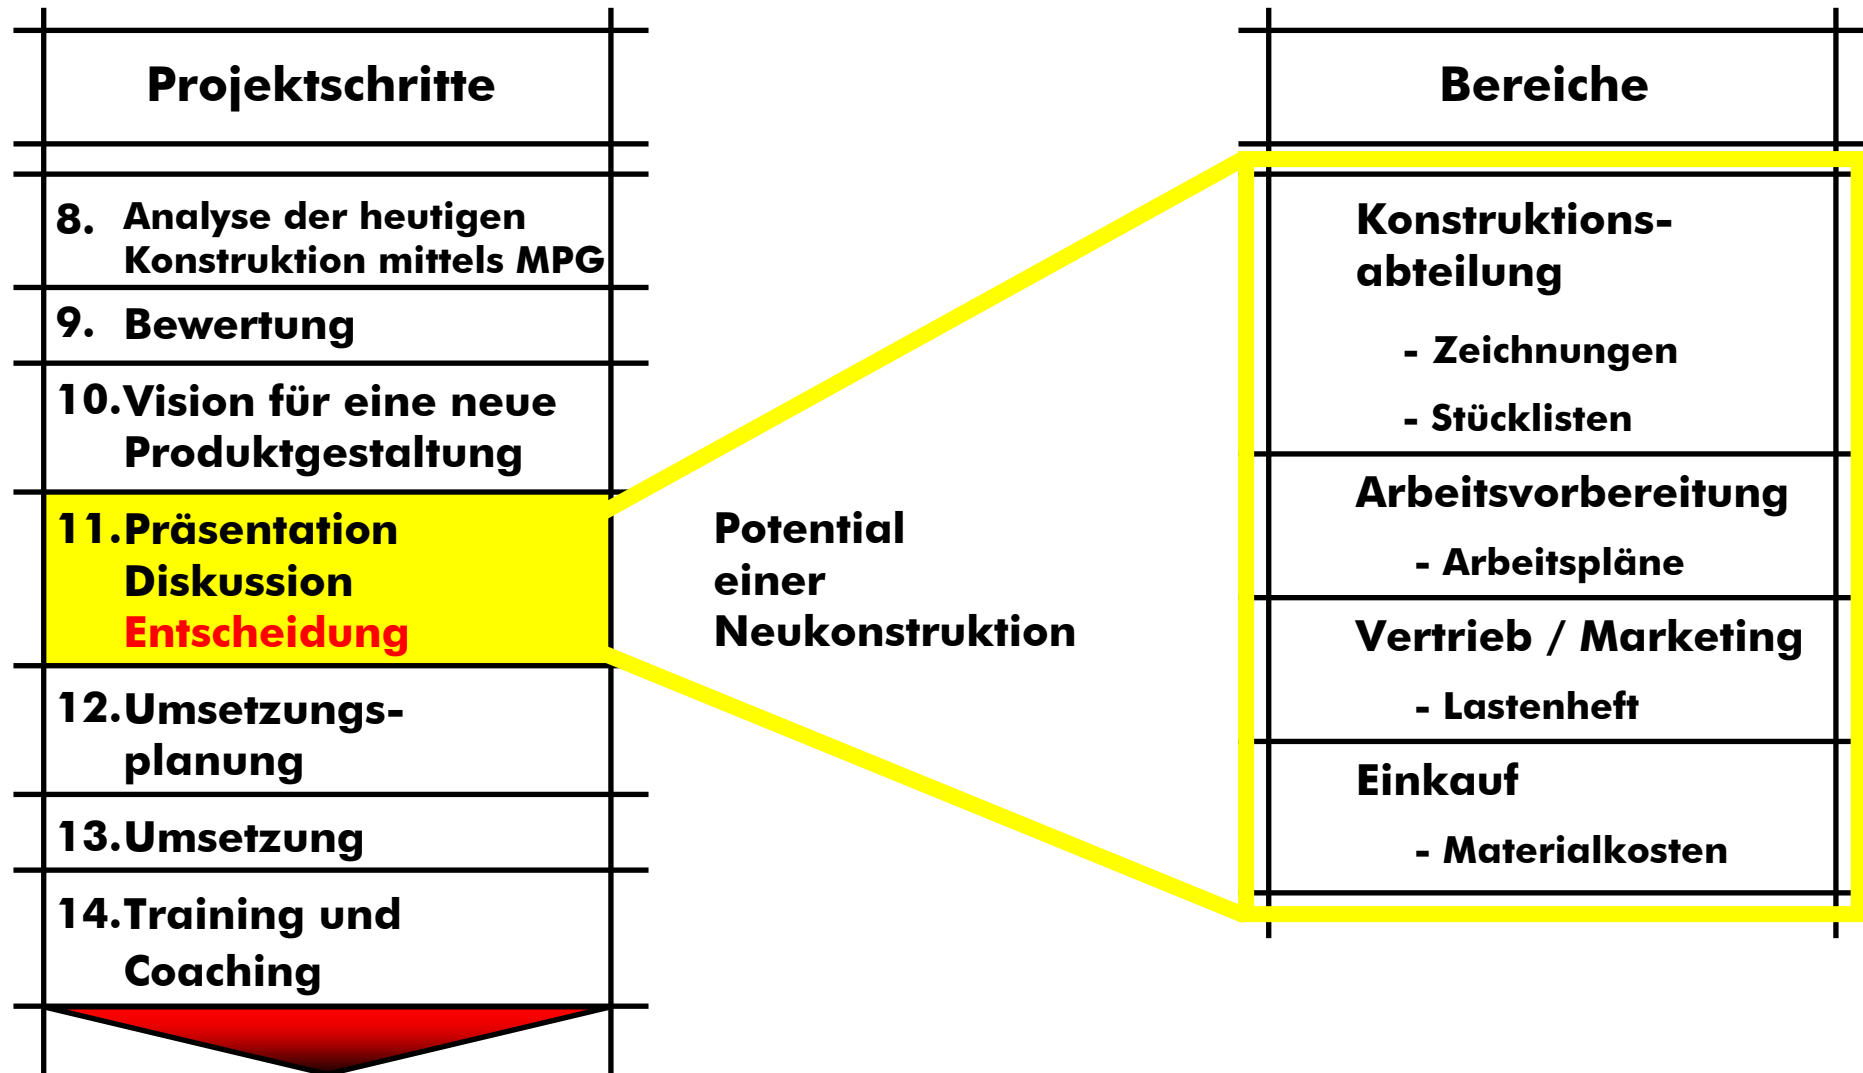 Projektschritte
8. Analyse der heutigen
Konstruktion mittels MPG
9. Bewertung
10. Vision für eine neue
Produktgestaltung
11. Präsentation
Diskussion
Entscheidung
12. Umsetzungs-
planung
13. Umsetzung
14. Training und
Coaching
Potential
einer
Neukonstruktion
Bereiche
Konstruktions-
abteilung
- Zeichnungen
- Stücklisten
Arbeitsvorbereitung
- Arbeitspläne
Vertrieb / Marketing
- Lastenheft
Einkauf
- Materialkosten